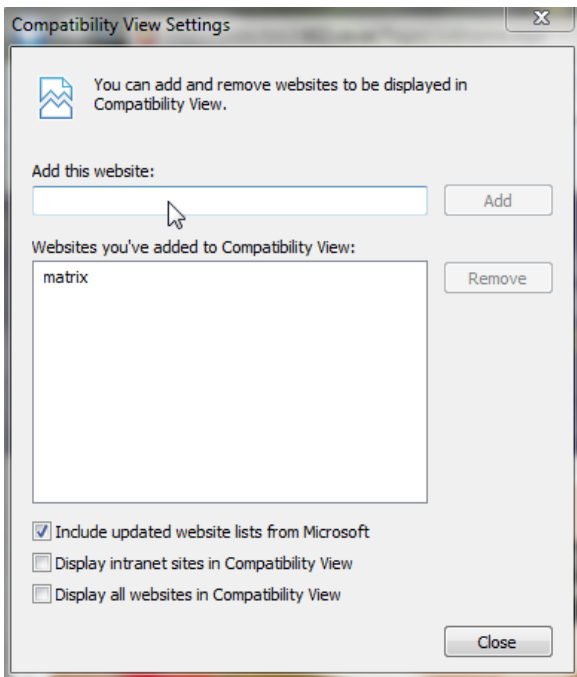 Compatibility View Settings
You can add and remove websites to be displayed in
Compatibility View.
Add this website:
Add
Websites you've added to Compatibility View:
matrix
Remove
Include updated website lists from Microsoft
Display intranet sites in Compatibility View
Display all websites in Compatibility View
Close